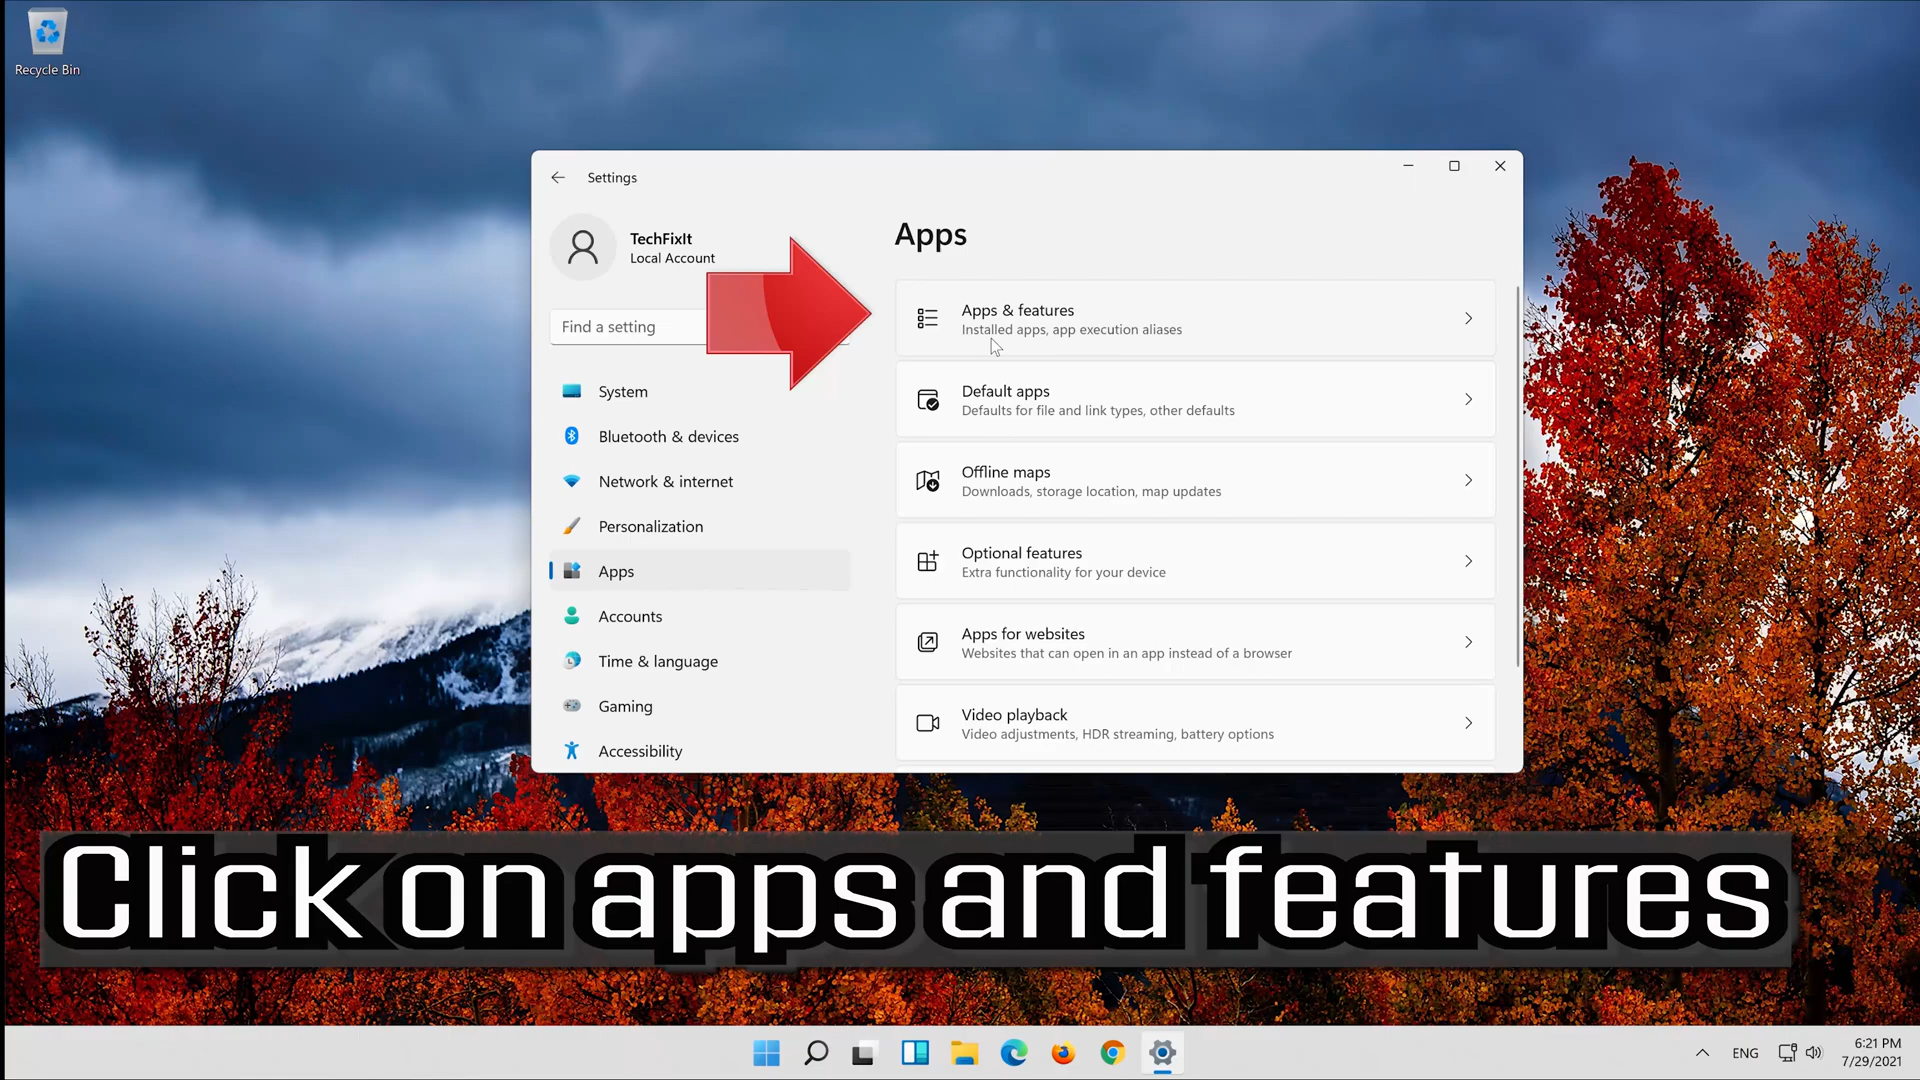 Recycle Bin
Settings
TechFixIt
Local Account
Find a setting
System
Bluetooth & devices
Network & internet
Personalization
Apps
Accounts
Time & language
Gaming
Accessibility
Apps
Apps & features
Installed apps, app execution aliases
Default apps
Defaults for file and link types, other defaults
Offline maps
Downloads, storage location, map updates
Optional features
Extra functionality for your device
Apps for websites
Websites that can open in an app instead of a browser
Video playback
Video adjustments, HDR streaming, battery options
Click on apps and features
ENG
6:21 PM
7/29/2021